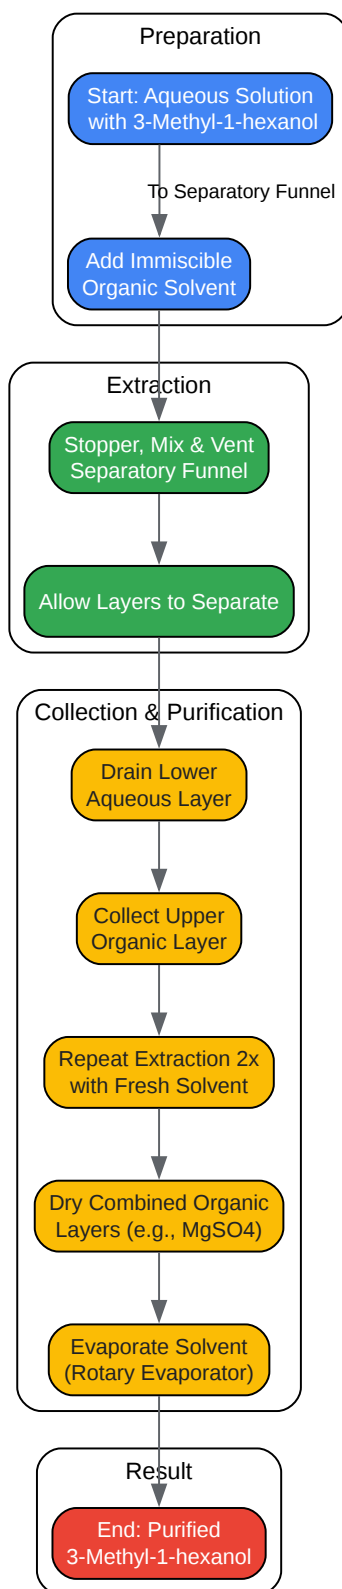 Preparation
Start: Aqueous Solution
with 3-Methyl-1-hexanol
To Separatory Funnel
Add Immiscible
Organic Solvent
Extraction
Stopper, Mix & Vent
Separatory Funnel
Allow Layers to Separate
Collection & Purification
Drain Lower
Aqueous Layer
Collect Upper
Organic Layer
Repeat Extraction 2x
with Fresh Solvent
Dry Combined Organic
Layers (e.g., MgSO4)
Evaporate Solvent
(Rotary Evaporator)
Result
End: Purified
3-Methyl-1-hexanol